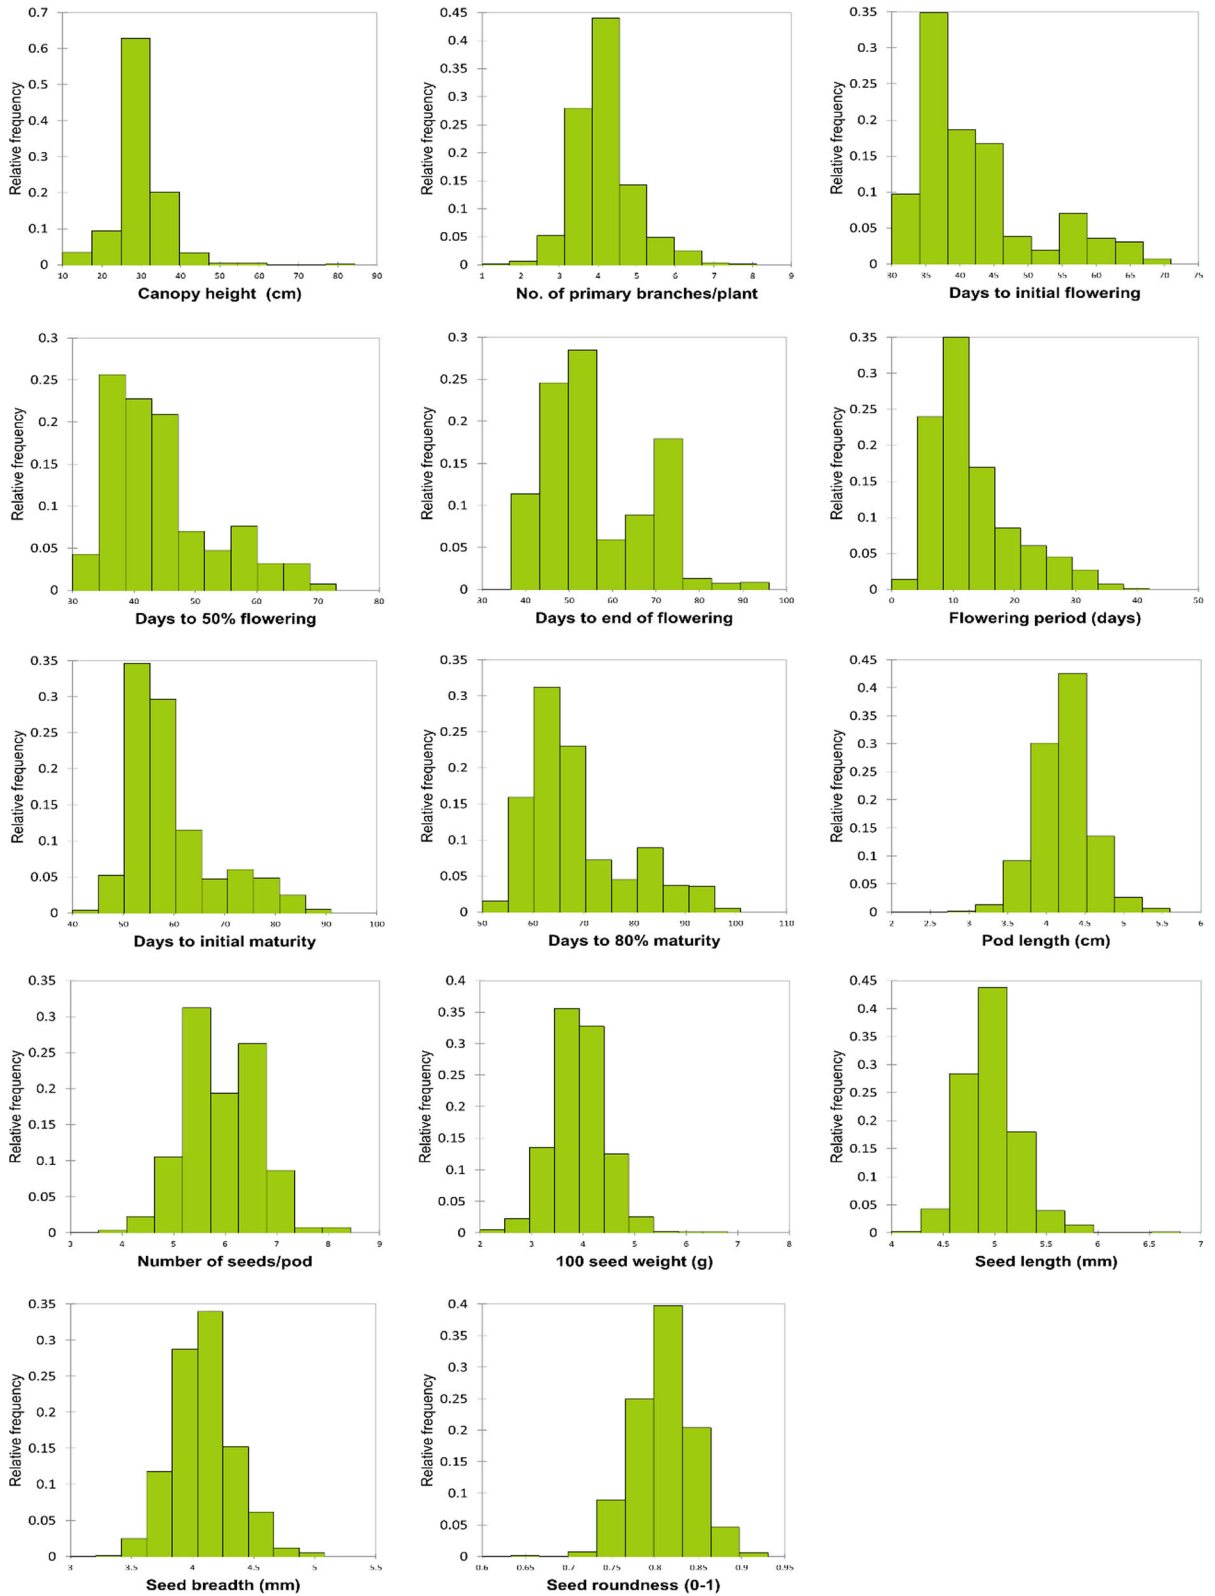 0.7
0.6
0.5
0.4
0.3
0.2
0.1
0
Relative frequency
10 20 30 40 50 60 70 80 90
Canopy height (cm)
0.45
0.4
0.35
0.3
0.25
0.2
0.15
0.1
0.05
0
Relative frequency
1 2 3 4 5 6 7 8 9
No. of primary branches/plant
0.35
0.3
0.25
0.2
0.15
0.1
0.05
0
Relative frequency
30 35 40 45 50 55 60 65 70 75
Days to initial flowering
0.3
0.25
0.2
0.15
0.1
0.05
0
Relative frequency
30 40 50 60 70 80
Days to 50% flowering
0.3
0.25
0.2
0.15
0.1
0.05
0
Relative frequency
30 40 50 60 70 80 90 100
Days to end of flowering
0.35
0.3
0.25
0.2
0.15
0.1
0.05
0
Relative frequency
0 10 20 30 40 50
Flowering period (days)
0.35
0.3
0.25
0.2
0.15
0.1
0.05
0
Relative frequency
40 50 60 70 80 90 100
Days to initial maturity
0.35
0.3
0.25
0.2
0.15
0.1
0.05
0
Relative frequency
50 60 70 80 90 100 110
Days to 80% maturity
0.45
0.4
0.35
0.3
0.25
0.2
0.15
0.1
0.05
0
Relative frequency
2 2.5 3 3.5 4 4.5 5 5.5 6
Pod length (cm)
0.35
0.3
0.25
0.2
0.15
0.1
0.05
0
Relative frequency
3 4 5 6 7 8 9
Number of seeds/pod
0.4
0.35
0.3
0.25
0.2
0.15
0.1
0.05
0
Relative frequency
2 3 4 5 6 7 8
100 seed weight (g)
0.45
0.4
0.35
0.3
0.25
0.2
0.15
0.1
0.05
0
Relative frequency
4 4.5 5 5.5 6 6.5 7
Seed length (mm)
0.35
0.3
0.25
0.2
0.15
0.1
0.05
0
Relative frequency
3 3.5 4 4.5 5 5.5
Seed breadth (mm)
0.4
0.35
0.3
0.25
0.2
0.15
0.1
0.05
0
Relative frequency
0.6 0.65 0.7 0.75 0.8 0.85 0.9 0.95
Seed roundness (0-1)